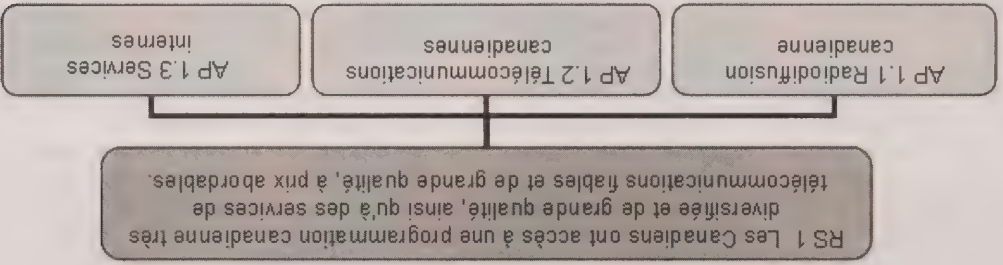 RS 1 Les Canadiens ont accès à une programmation canadienne très
diversifiée et de grande qualité, ainsi qu'à des services de
télécommunications fiables et de grande qualité, à prix abordables.
AP 1.1 Radiodiffusion
canadienne
AP 1.2 Télécommunications
canadiennes
AP 1.3 Services
internes